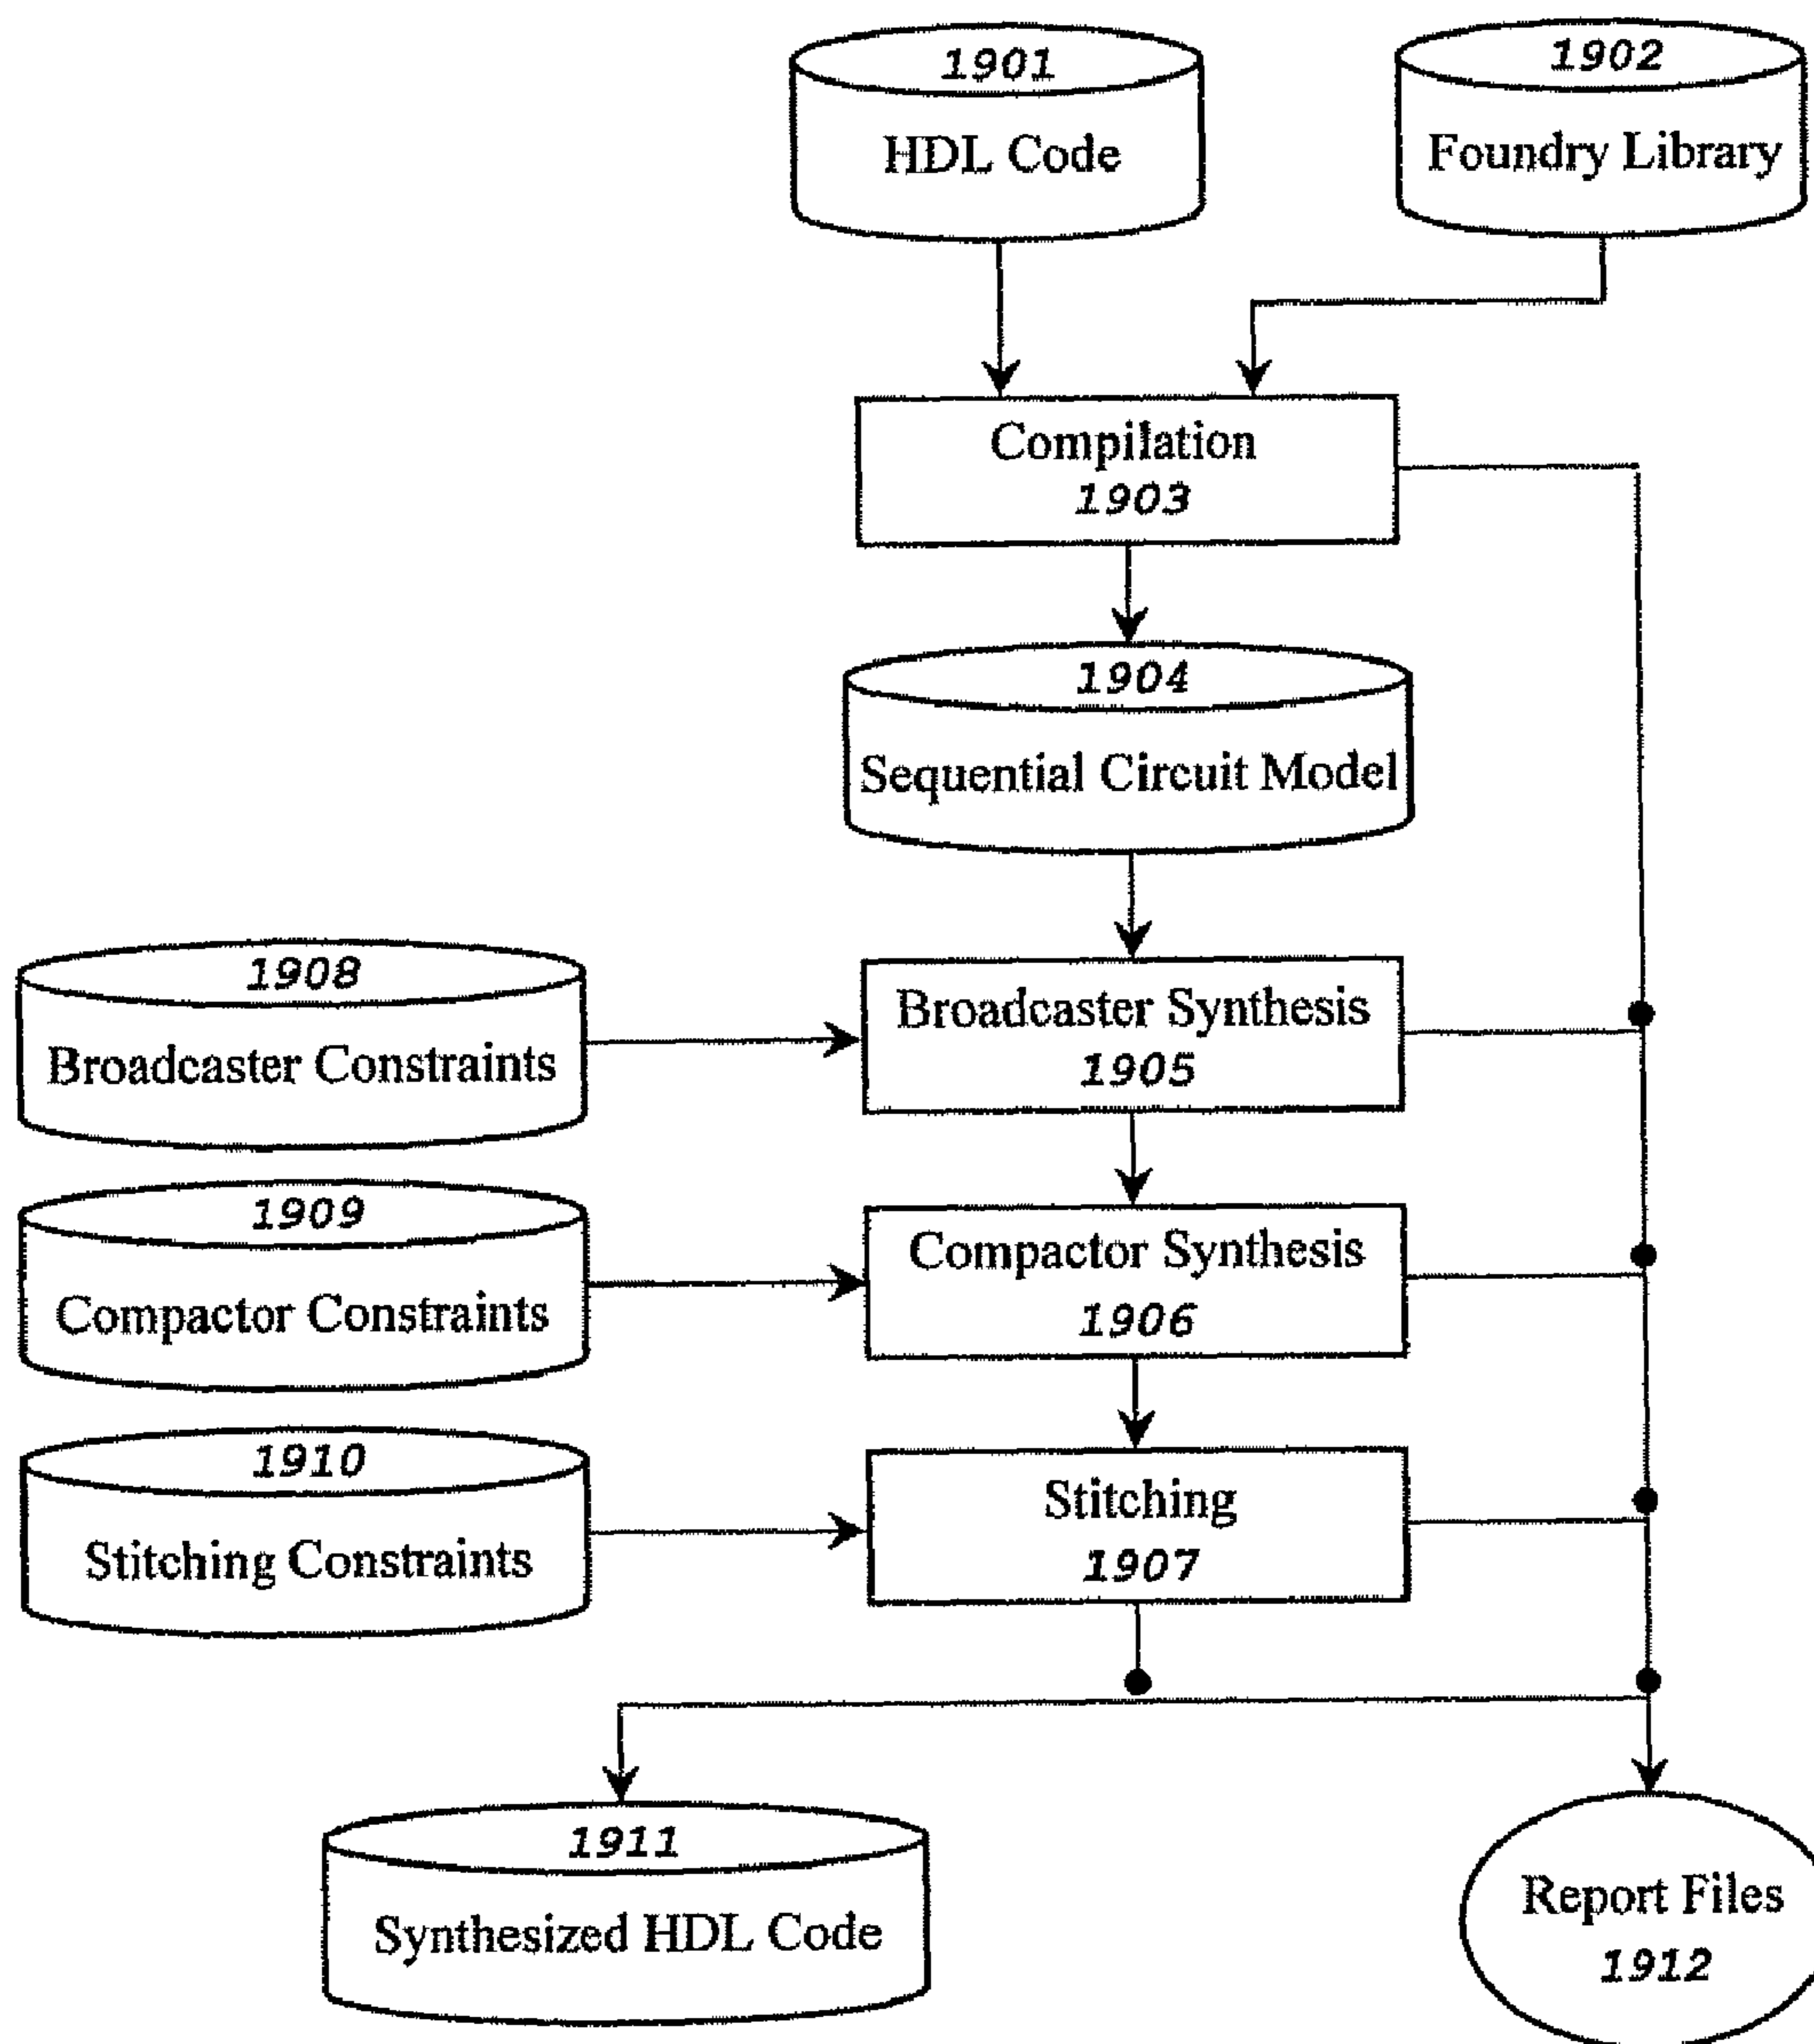 1901
HDL Code
1902
Foundry Library
Compilation
1903
1904
Sequential Circuit Model
1908
Broadcaster Constraints
Broadcaster Synthesis
1905
1909
Compactor Constraints
Compactor Synthesis
1906
1910
Stitching Constraints
Stitching
1907
1911
Synthesized HDL Code
Report Files
1912